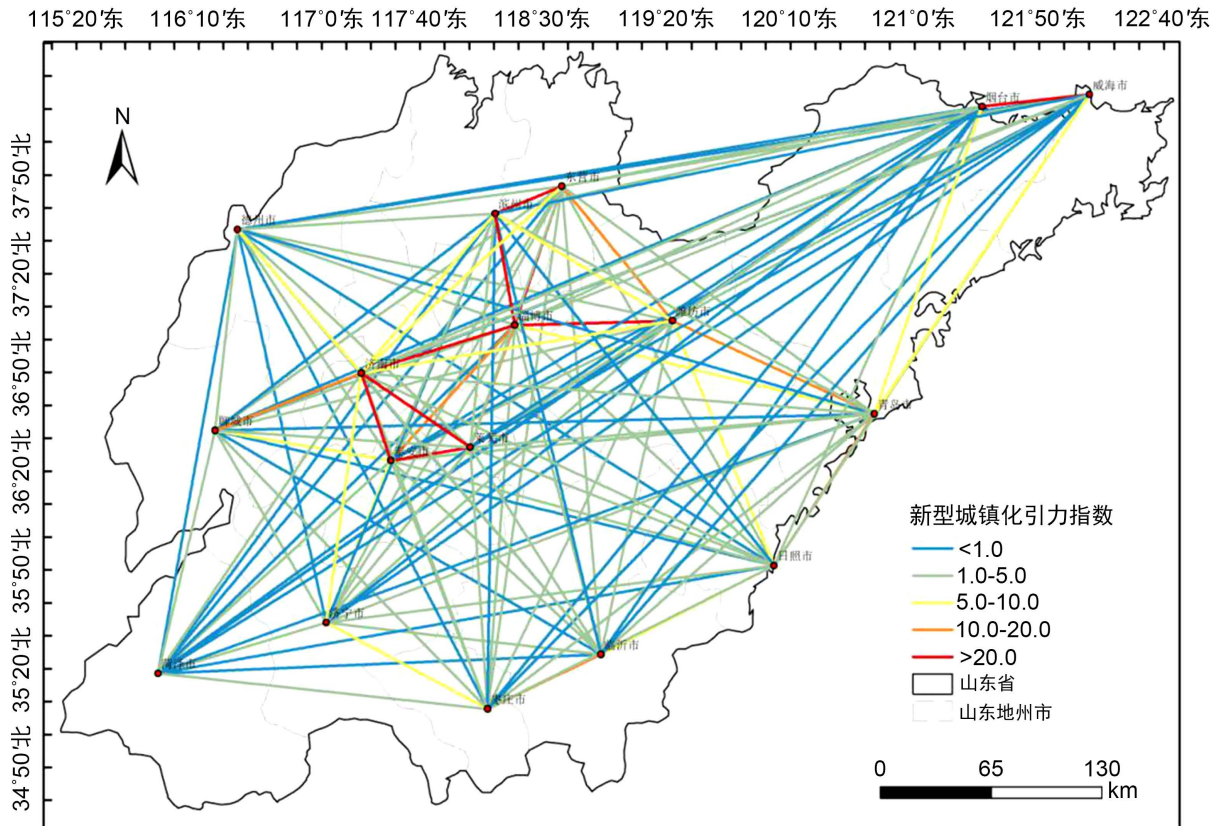 115°20'东 116°10'东 117°0'东 117°40'东 118°30'东 119°20'东 120°10'东 121°0'东 121°50'东 122°40'东
37°50'北
37°20'北
36°50'北
36°20'北
35°50'北
35°20'北
34°50'北
N
威海市
烟台市
东营市
滨州市
德州市
淄博市
潍坊市
济南市
青岛市
聊城市
莱芜市
日照市
济宁市
临沂市
菏泽市
枣庄市
新型城镇化引力指数
<1.0
1.0-5.0
5.0-10.0
10.0-20.0
>20.0
山东省
山东地州市
0 65 130
km